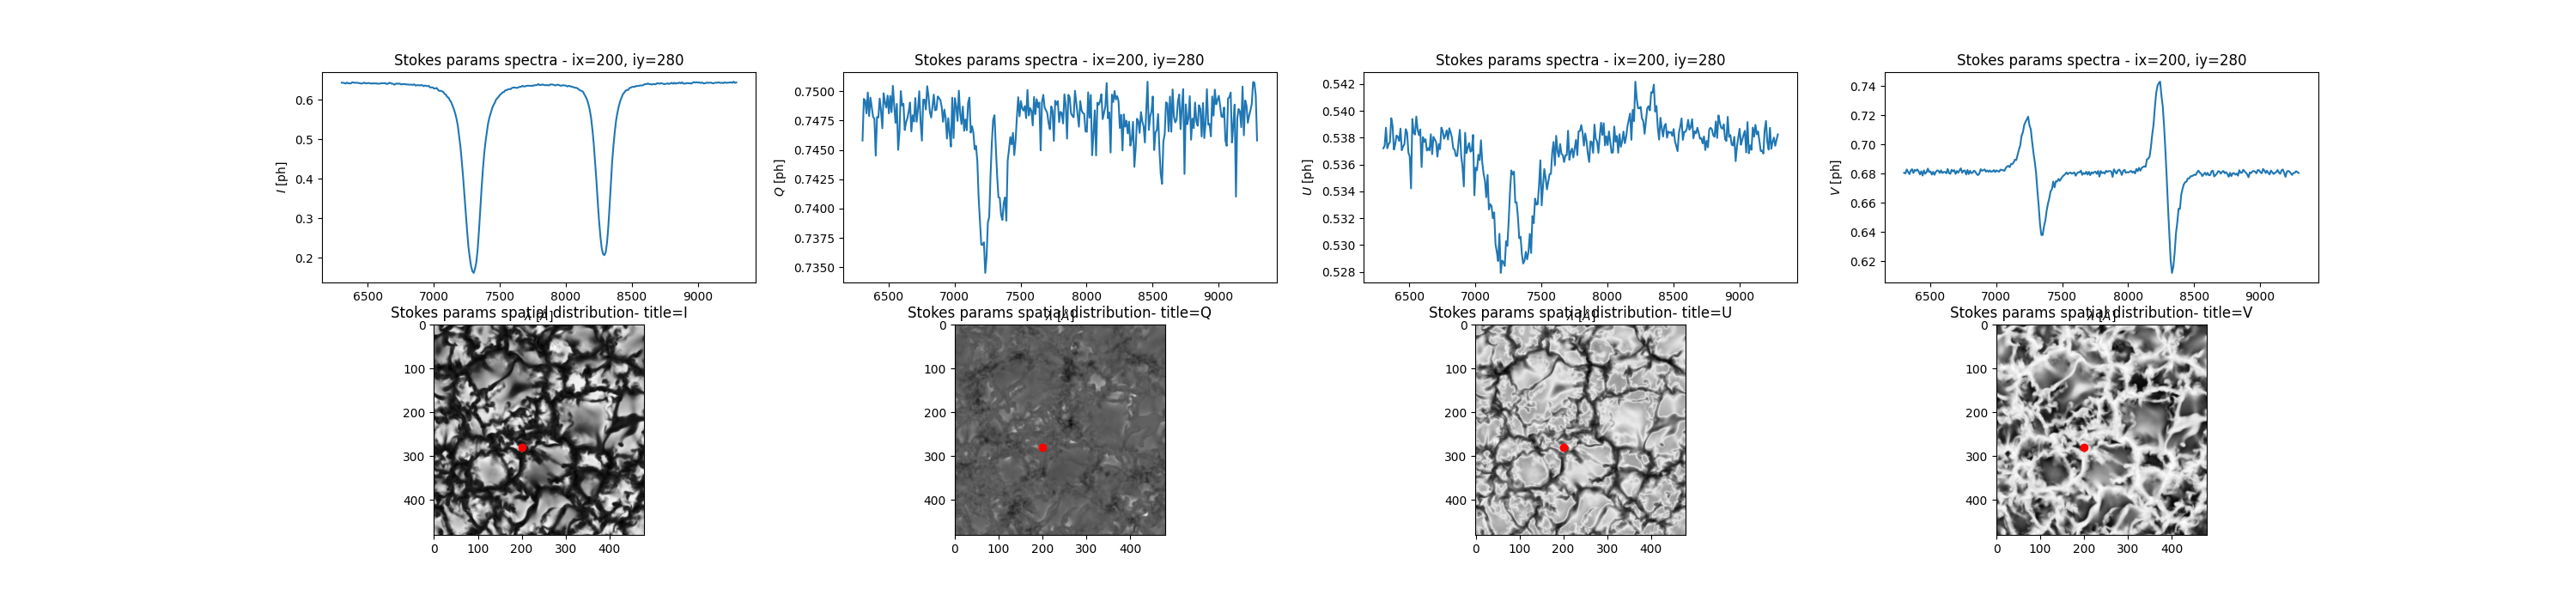 Stokes params spectra - ix=200, iy=280
I [ph]
0.6
0.5
0.4
0.3
0.2
6500 7000 7500 8000 8500 9000
λ [Å]
Stokes params spectra - ix=200, iy=280
Q [ph]
0.7500
0.7475
0.7450
0.7425
0.7400
0.7375
0.7350
6500 7000 7500 8000 8500 9000
λ [Å]
Stokes params spectra - ix=200, iy=280
U [ph]
0.542
0.540
0.538
0.536
0.534
0.532
0.530
0.528
6500 7000 7500 8000 8500 9000
λ [Å]
Stokes params spectra - ix=200, iy=280
V [ph]
0.74
0.72
0.70
0.68
0.66
0.64
0.62
6500 7000 7500 8000 8500 9000
λ [Å]
Stokes params spatial distribution- title=I
0
100
200
300
400
0 100 200 300 400
Stokes params spatial distribution- title=Q
0
100
200
300
400
0 100 200 300 400
Stokes params spatial distribution- title=U
0
100
200
300
400
0 100 200 300 400
Stokes params spatial distribution- title=V
0
100
200
300
400
0 100 200 300 400